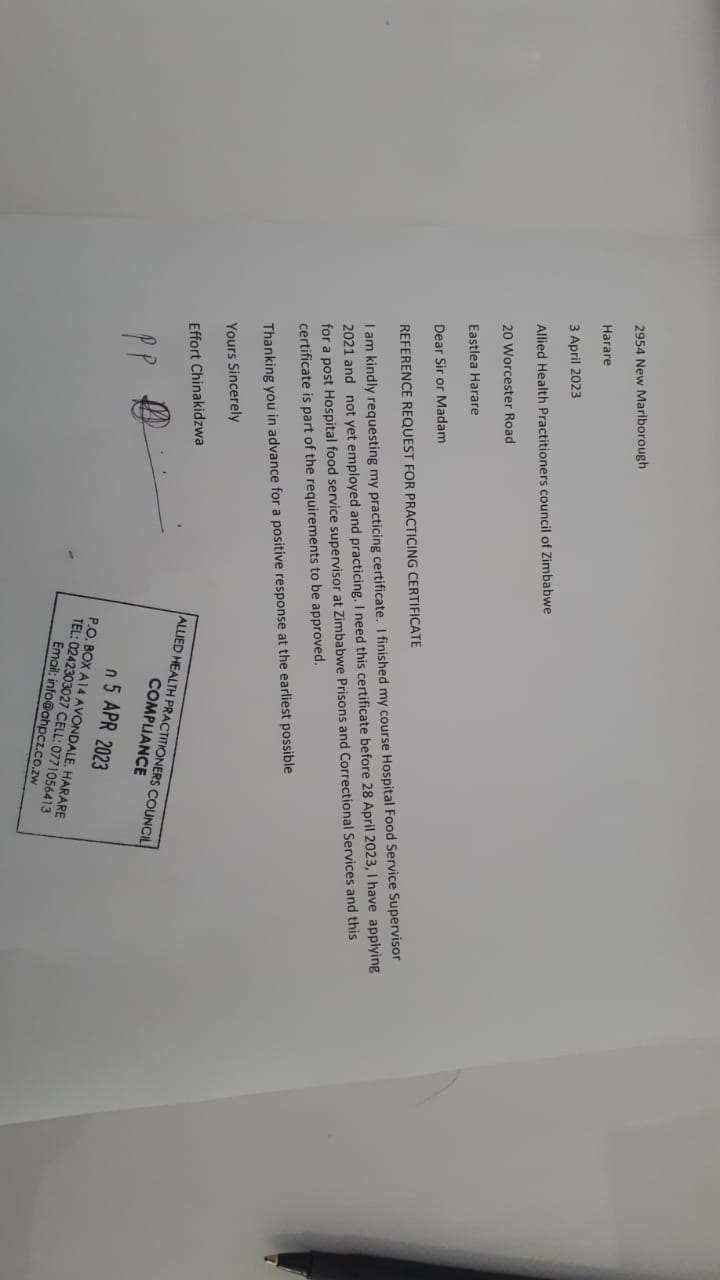 2954 New Marlborough
Harare
3 April 2023
Allied Health Practitioners council of Zimbabwe
20 Worcester Road
Eastlea Harare
Dear Sir or Madam
REFERENCE REQUEST FOR PRACTICING CERTIFICATE
I am kindly requesting my practicing certificate. I finished my course Hospital Food Service Supervisor
2021 and not yet employed and practicing. I need this certificate before 28 April 2023, I have applying
for a post Hospital food service supervisor at Zimbabwe Prisons and Correctional Services and this
certificate is part of the requirements to be approved.
Thanking you in advance for a positive response at the earliest possible
Yours Sincerely
Effort Chinakidzwa
PP
ALLIED HEALTH PRACTITIONERS COUNCIL
COMPLIANCE
05 APR 2023
P.O. BOX A14 AVONDALE, HARARE
TEL: 0242303027 CELL: 0771056413
Email: info@ahpcz.co.zw